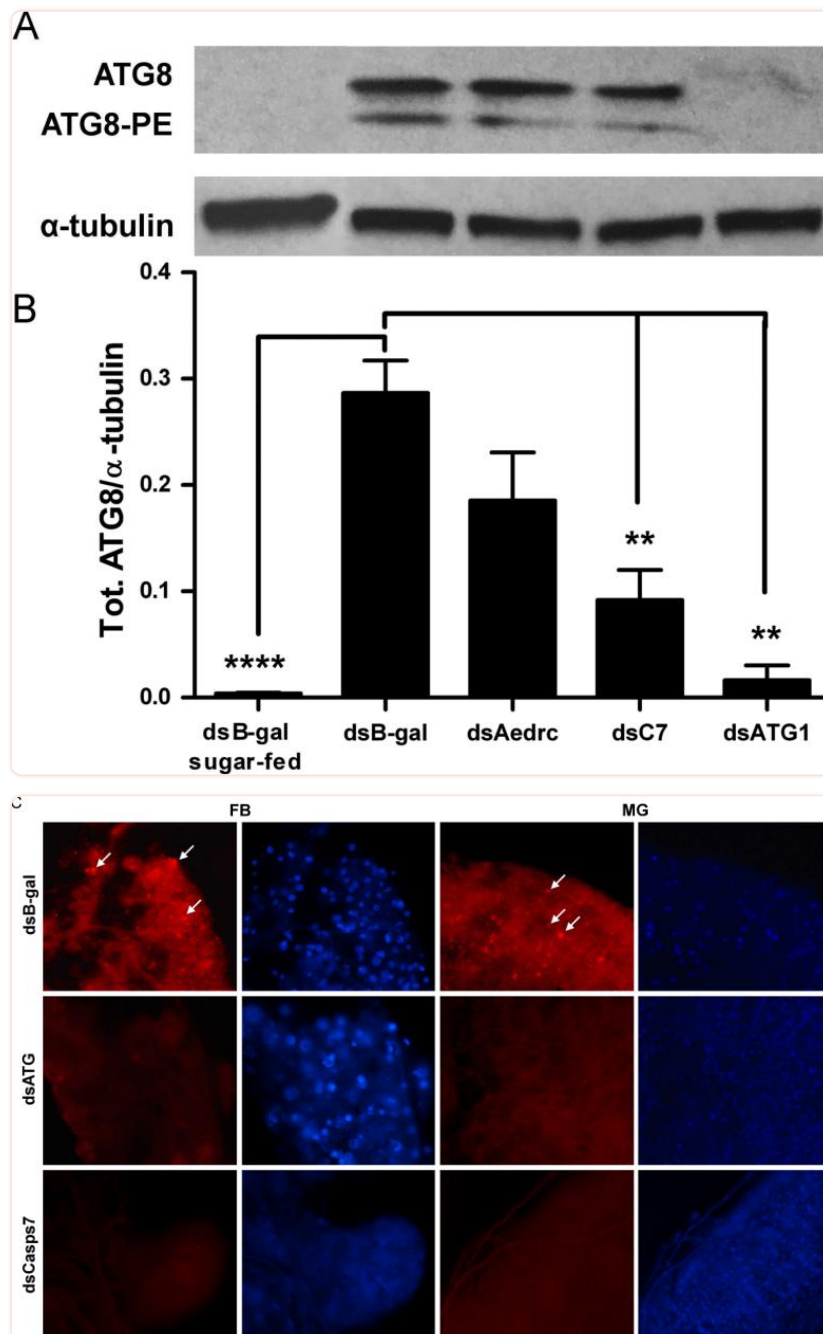 A
ATG8
ATG8-PE
α-tubulin
B
Tot. ATG8/α-tubulin
0.4
0.3
0.2
0.1
0.0
****
**
**
dsB-gal
sugar-fed
dsB-gal
dsAedrc
dsC7
dsATG1
C
FB
MG
dsB-gal
dsATG
dsCasps7